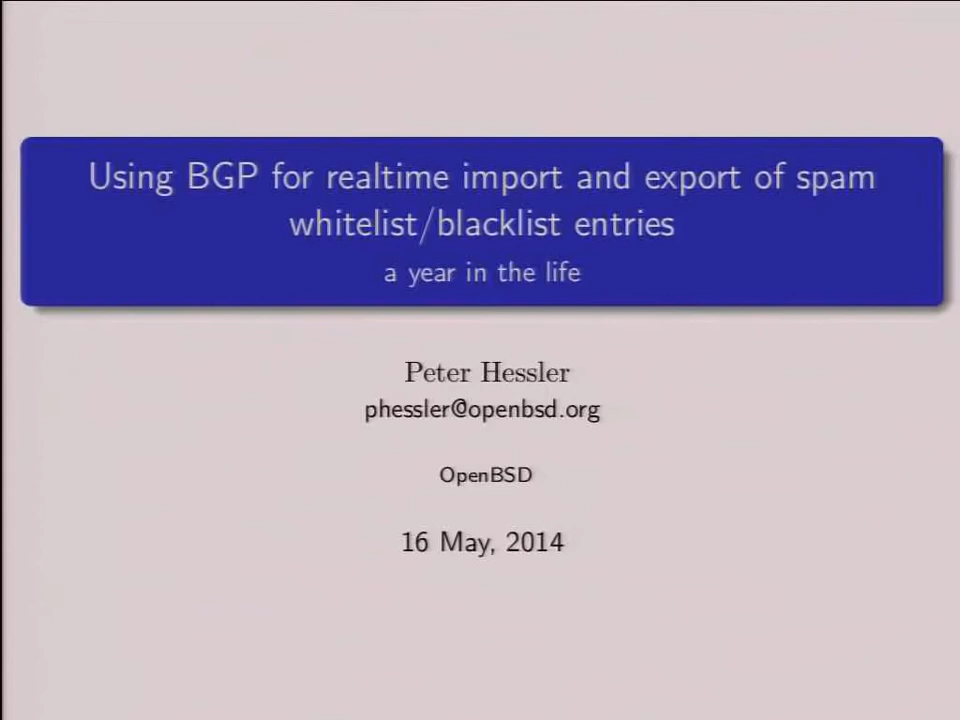 Using BGP for realtime import and export of spam
whitelist/blacklist entries
a year in the life
Peter Hessler
phessler@openbsd.org
OpenBSD
16 May, 2014